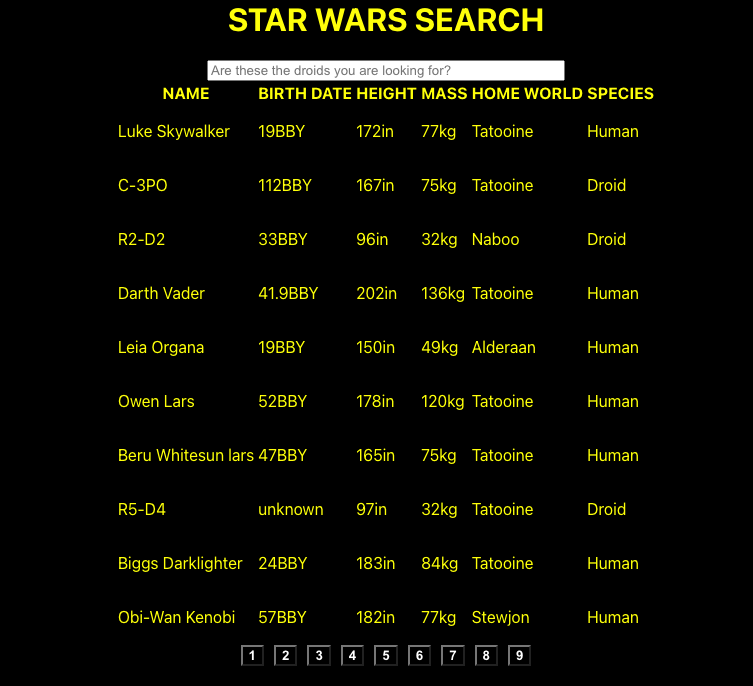 STAR WARS SEARCH
Are these the droids you are looking for?
NAME BIRTH DATE HEIGHT MASS HOME WORLD SPECIES
Luke Skywalker 19BBY 172in 77kg Tatooine Human
C-3PO 112BBY 167in 75kg Tatooine Droid
R2-D2 33BBY 96in 32kg Naboo Droid
Darth Vader 41.9BBY 202in 136kg Tatooine Human
Leia Organa 19BBY 150in 49kg Alderaan Human
Owen Lars 52BBY 178in 120kg Tatooine Human
Beru Whitesun lars 47BBY 165in 75kg Tatooine Human
R5-D4 unknown 97in 32kg Tatooine Droid
Biggs Darklighter 24BBY 183in 84kg Tatooine Human
Obi-Wan Kenobi 57BBY 182in 77kg Stewjon Human
1 2 3 4 5 6 7 8 9